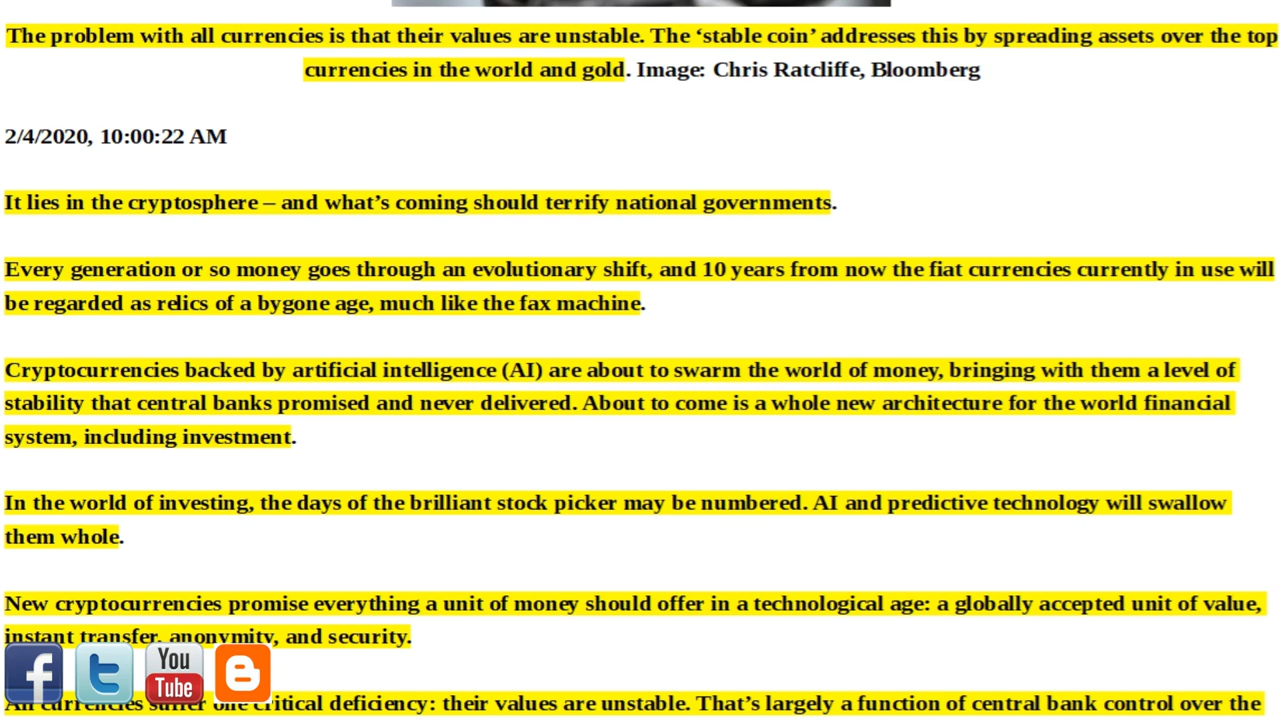 The problem with all currencies is that their values are unstable. The ‘stable coin’ addresses this by spreading assets over the top
currencies in the world and gold. Image: Chris Ratcliffe, Bloomberg
2/4/2020, 10:00:22 AM
It lies in the cryptosphere – and what’s coming should terrify national governments.
Every generation or so money goes through an evolutionary shift, and 10 years from now the fiat currencies currently in use will
be regarded as relics of a bygone age, much like the fax machine.
Cryptocurrencies backed by artificial intelligence (AI) are about to swarm the world of money, bringing with them a level of
stability that central banks promised and never delivered. About to come is a whole new architecture for the world financial
system, including investment.
In the world of investing, the days of the brilliant stock picker may be numbered. AI and predictive technology will swallow
them whole.
New cryptocurrencies promise everything a unit of money should offer in a technological age: a globally accepted unit of value,
instant transfer, anonymity, and security.
You
Tube
All currencies suffer one critical deficiency: their values are unstable. That’s largely a function of central bank control over the